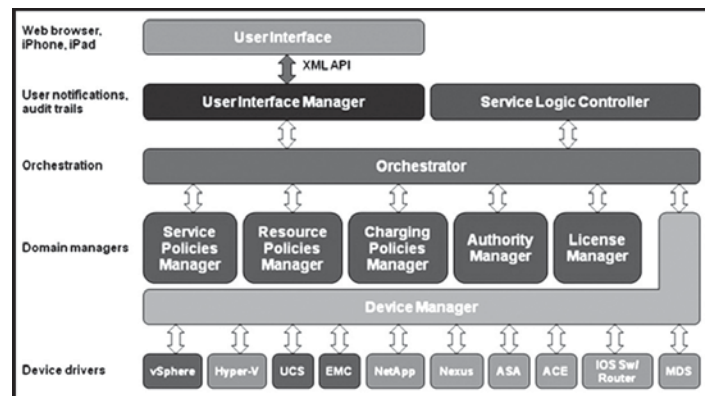 Web browser,
iPhone, iPad
User Interface
XML API
User notifications,
audit trails
User Interface Manager
Service Logic Controller
Orchestration
Orchestrator
Domain managers
Service
Policies
Manager
Resource
Policies
Manager
Charging
Policies
Manager
Authority
Manager
License
Manager
Device Manager
Device drivers
vSphere
Hyper-V
UCS
EMC
NetApp
Nexus
ASA
ACE
IOS Sw/
Router
MDS